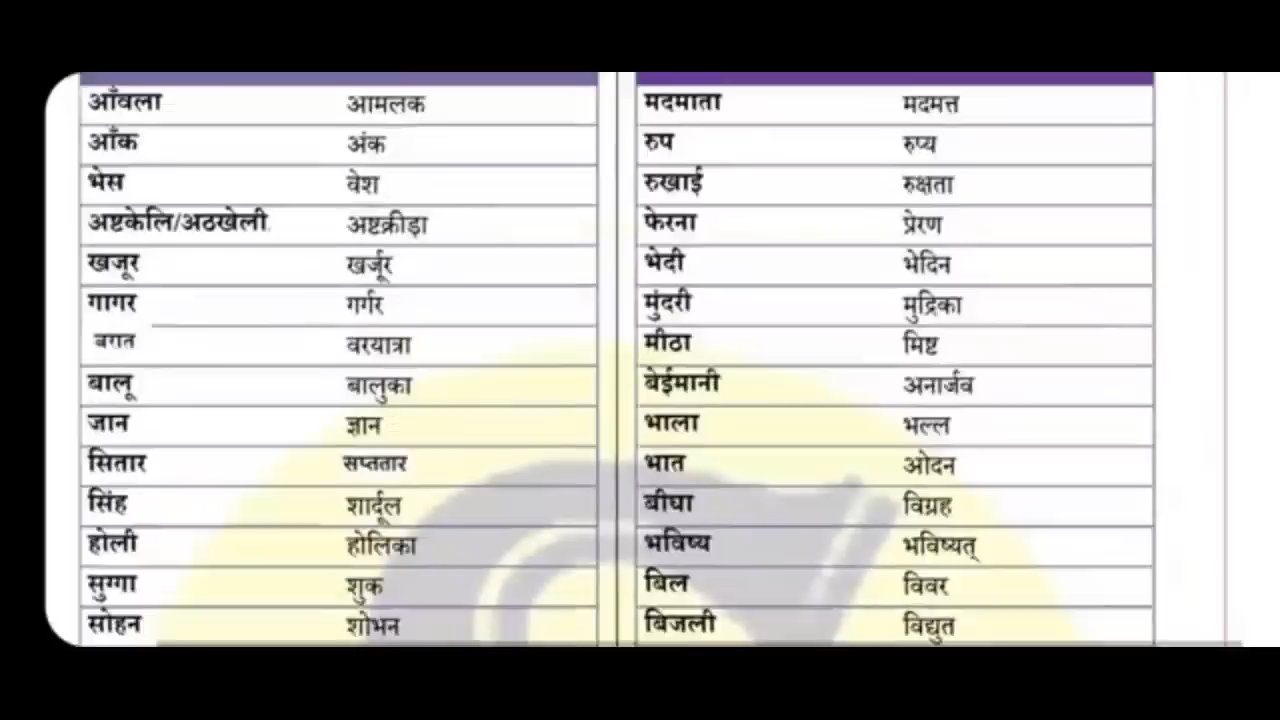 आँवला आमलक
आँक अंक
भेस वेश
अष्टकेलि/अठखेली अष्टक्रीड़ा
खजूर खर्जूर
गागर गर्गर
बरात वरयात्रा
बालू बालुका
जान ज्ञान
सितार सप्ततार
सिंह शार्दूल
होली होलिका
सुग्गा शुक
सोहन शोभन
मदमाता मदमत्त
रुप रुप्य
रुखाई रुक्षता
फेरना प्रेरण
भेदी भेदिन
मुंदरी मुद्रिका
मीठा मिष्ट
बेईमानी अनार्जव
भाला भल्ल
भात ओदन
बीघा विग्रह
भविष्य भविष्यत्
बिल विवर
बिजली विद्युत